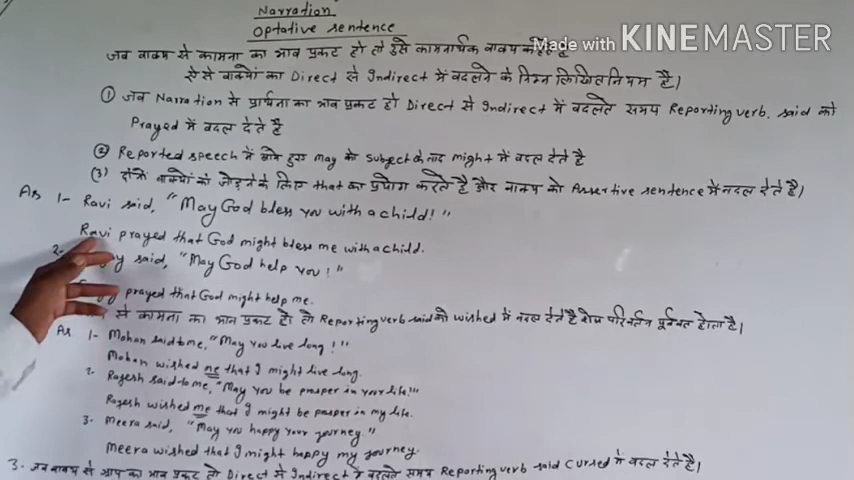 Narration
Optative sentence
जब वाक्य से कामना का भाव प्रकट हो तो उसे कामनार्थक वाक्य कहते है
Made with KINEMASTER
ऐसे वाक्यों का Direct से Indirect में बदलने के निम्न लिखित नियम है।
① जब Narration से प्रार्थना का भाव प्रकट हो Direct से Indirect में बदलते समय Reporting verb. said को
Prayed में बदल देते है
② Reported speech में आये हुए may को Subject के बाद might में बदल देते है
(3) दोनों वाक्यों को जोड़ने के लिए that का प्रयोग करते है और वाक्य को Assertive sentence में बदल देते है।
As 1- Ravi said, "May God bless you with a child!"
Ravi prayed that God might bless me with a child.
2- said, "May God help you!"
prayed that God might help me.
से कामना का भाव प्रकट हो तो Reporting verb said को wished में बदल देते है शेष परिवर्तन पूर्ववत होता है।
As 1- Mohan said to me, "May you live long!"
Mohan wished me that I might live long.
2. Rajesh said to me, "May you be prosper in your life!"
Rajesh wished me that I might be prosper in my life.
3. Meera said, "May you happy your journey."
Meera wished that I might happy my journey.
3. जब वाक्य से श्राप का भाव प्रकट तो Direct से Indirect में बदलते समय Reporting verb said cursed में बदल देते है।